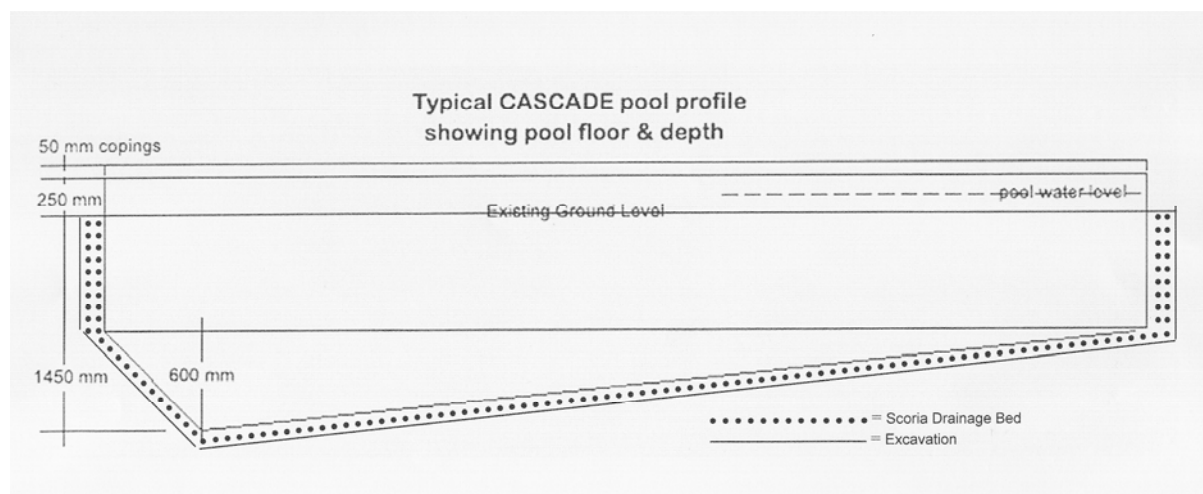 Typical CASCADE pool profile
showing pool floor & depth
50 mm copings
250 mm
pool water level
Existing Ground Level
1450 mm
600 mm
= Scoria Drainage Bed
= Excavation